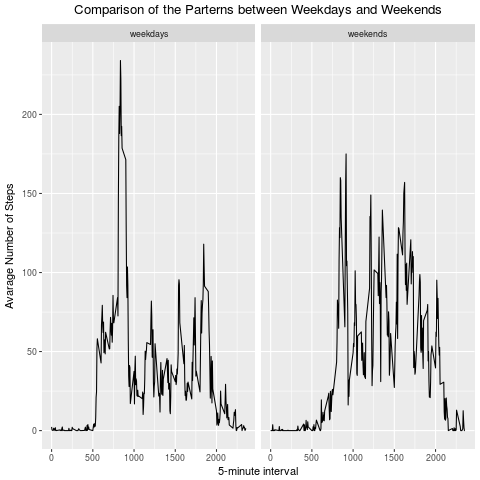 Comparison of the Parterns between Weekdays and Weekends
weekdays
weekends
Avarage Number of Steps
200
150
100
50
0
0 500 1000 1500 2000
0 500 1000 1500 2000
5-minute interval